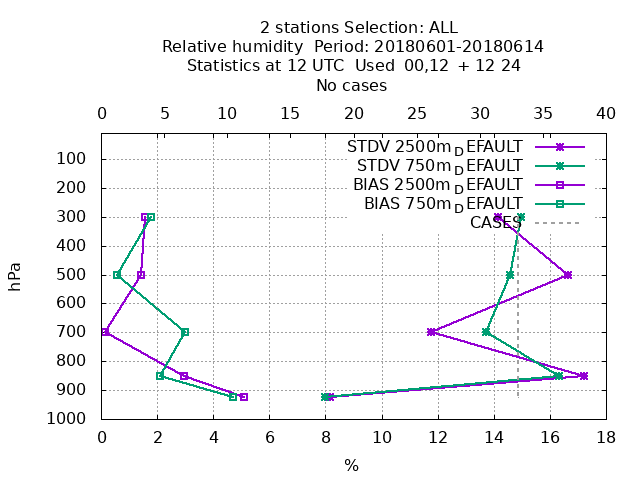 2 stations Selection: ALL
Relative humidity  Period: 20180601-20180614
Statistics at 12 UTC  Used  00,12  + 12 24
No cases
0 5 10 15 20 25 30 35 40
STDV 2500m_DEFAULT
STDV 750m_DEFAULT
BIAS 2500m_DEFAULT
BIAS 750m_DEFAULT
CASES
100
200
300
400
500
600
700
800
900
1000
hPa
0 2 4 6 8 10 12 14 16 18
%